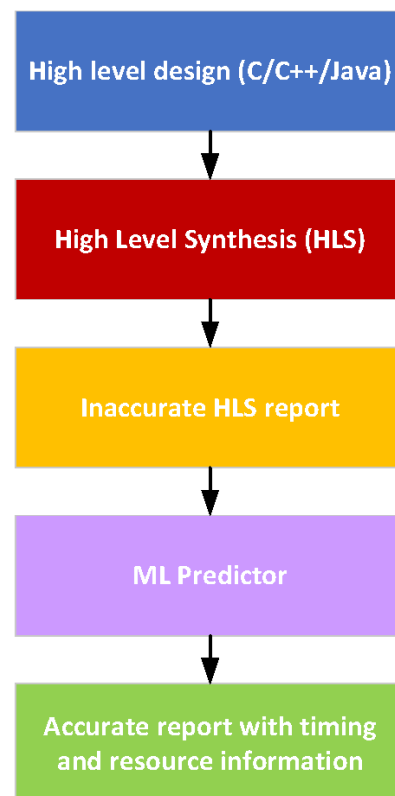 High level design (C/C++/Java)
High Level Synthesis (HLS)
Inaccurate HLS report
ML Predictor
Accurate report with timing
and resource information